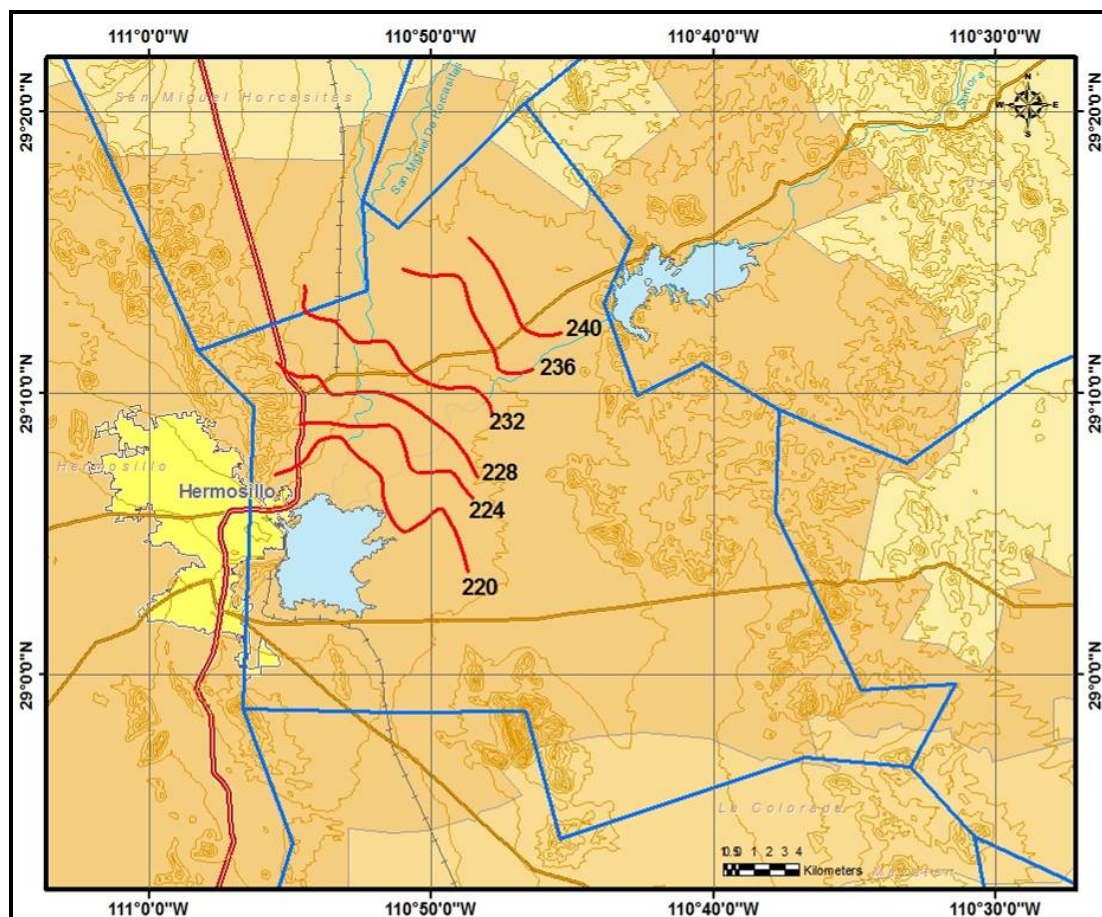 111°0'0"W 110°50'0"W 110°40'0"W 110°30'0"W
29°20'0"N 29°20'0"N
San Miguel Horcasitas
San Miguel De Horcasitas
Sonora
N
W E
S
Ures
240
236
29°10'0"N 29°10'0"N
232
228
Hermosillo
Hermosillo
224
220
29°0'0"N 29°0'0"N
La Colorada
0 1 2 3 4
Kilometers
Mazatan
111°0'0"W 110°50'0"W 110°40'0"W 110°30'0"W